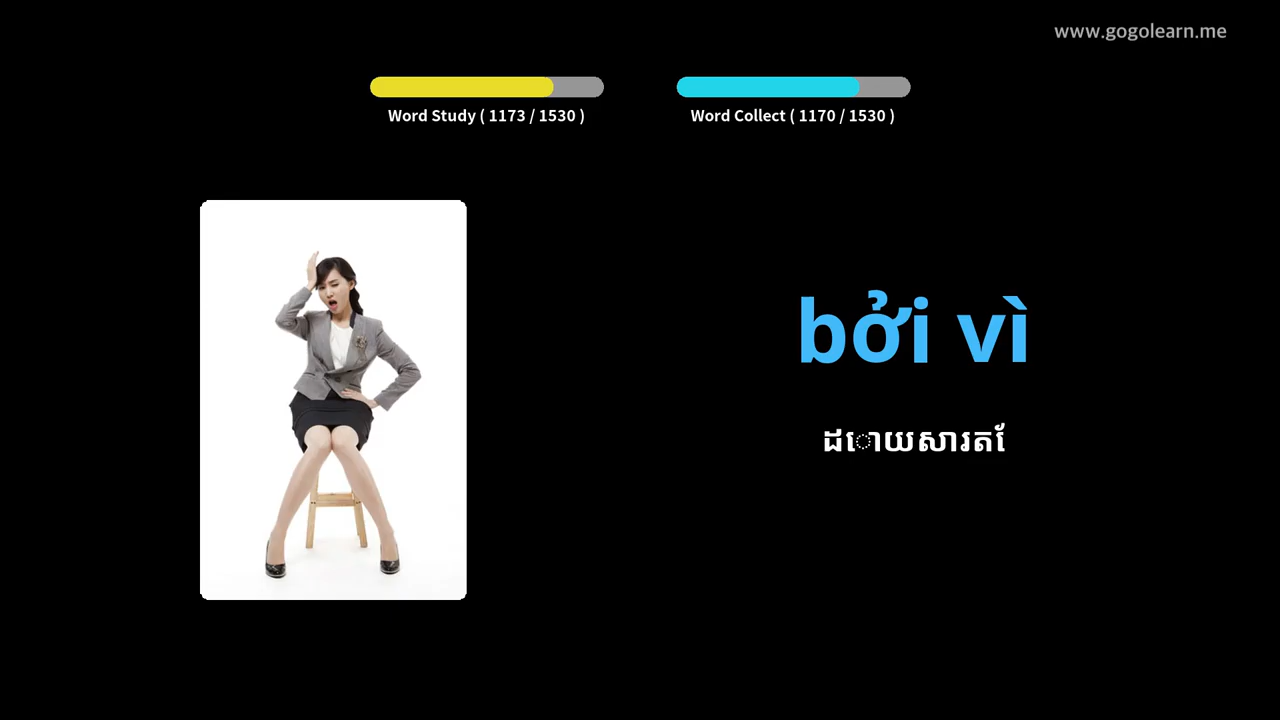 www.gogolearn.me
Word Study ( 1173 / 1530 )
Word Collect ( 1170 / 1530 )
bởi vì
ដោយសារតែ